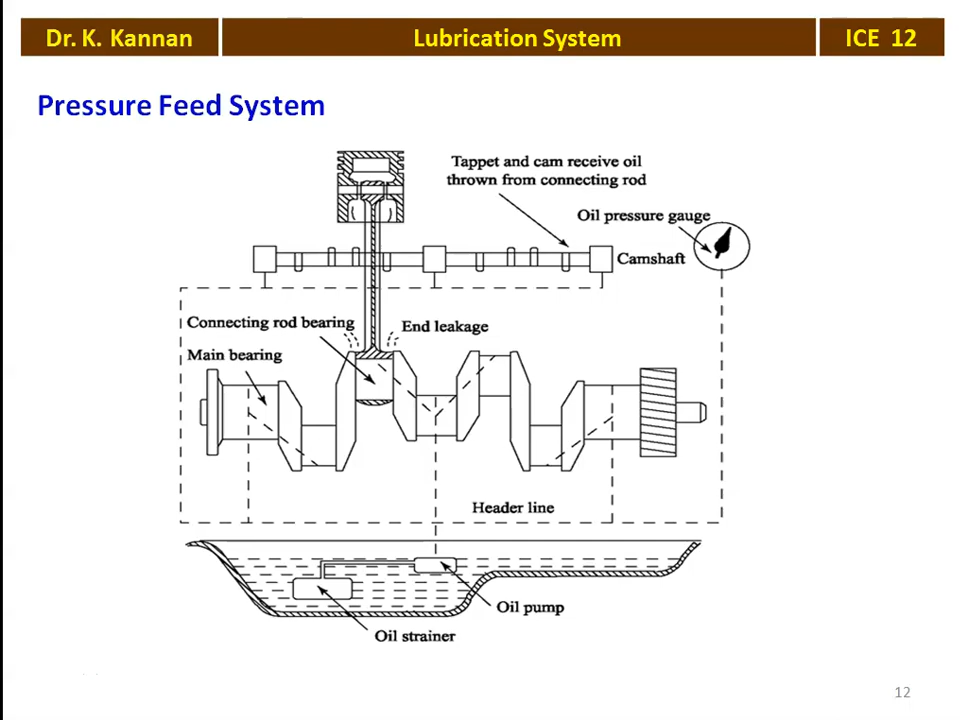 Dr. K. Kannan
Lubrication System
ICE 12
Pressure Feed System
Tappet and cam receive oil
thrown from connecting rod
Oil pressure gauge
Camshaft
Connecting rod bearing
End leakage
Main bearing
Header line
Oil pump
Oil strainer
12